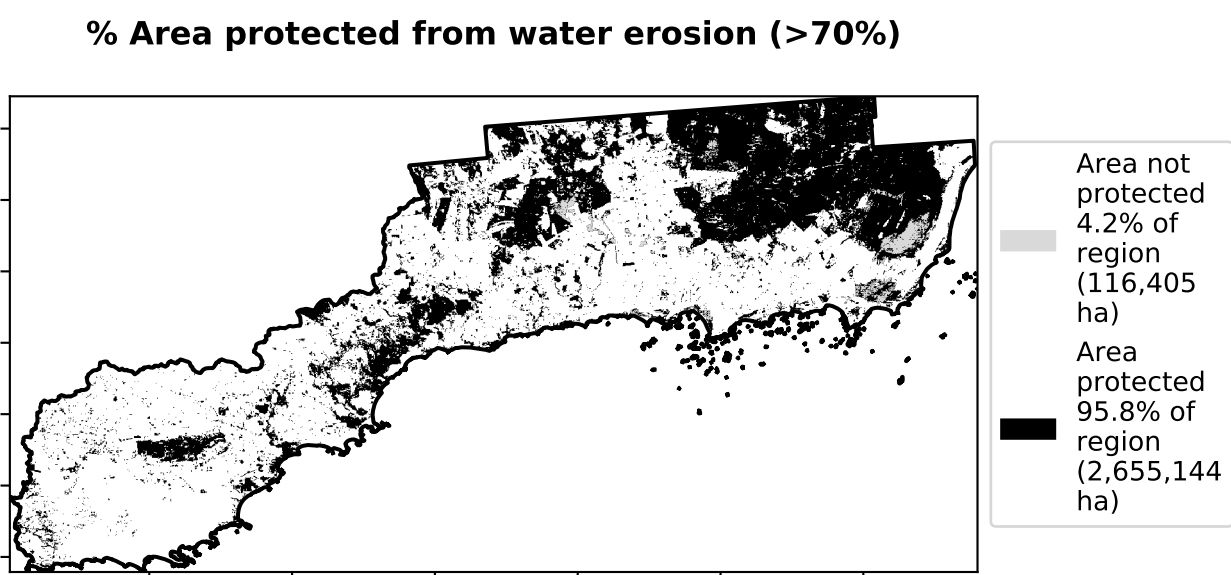 % Area protected from water erosion (>70%)
Area not
protected
4.2% of
region
(116,405
ha)
Area
protected
95.8% of
region
(2,655,144
ha)